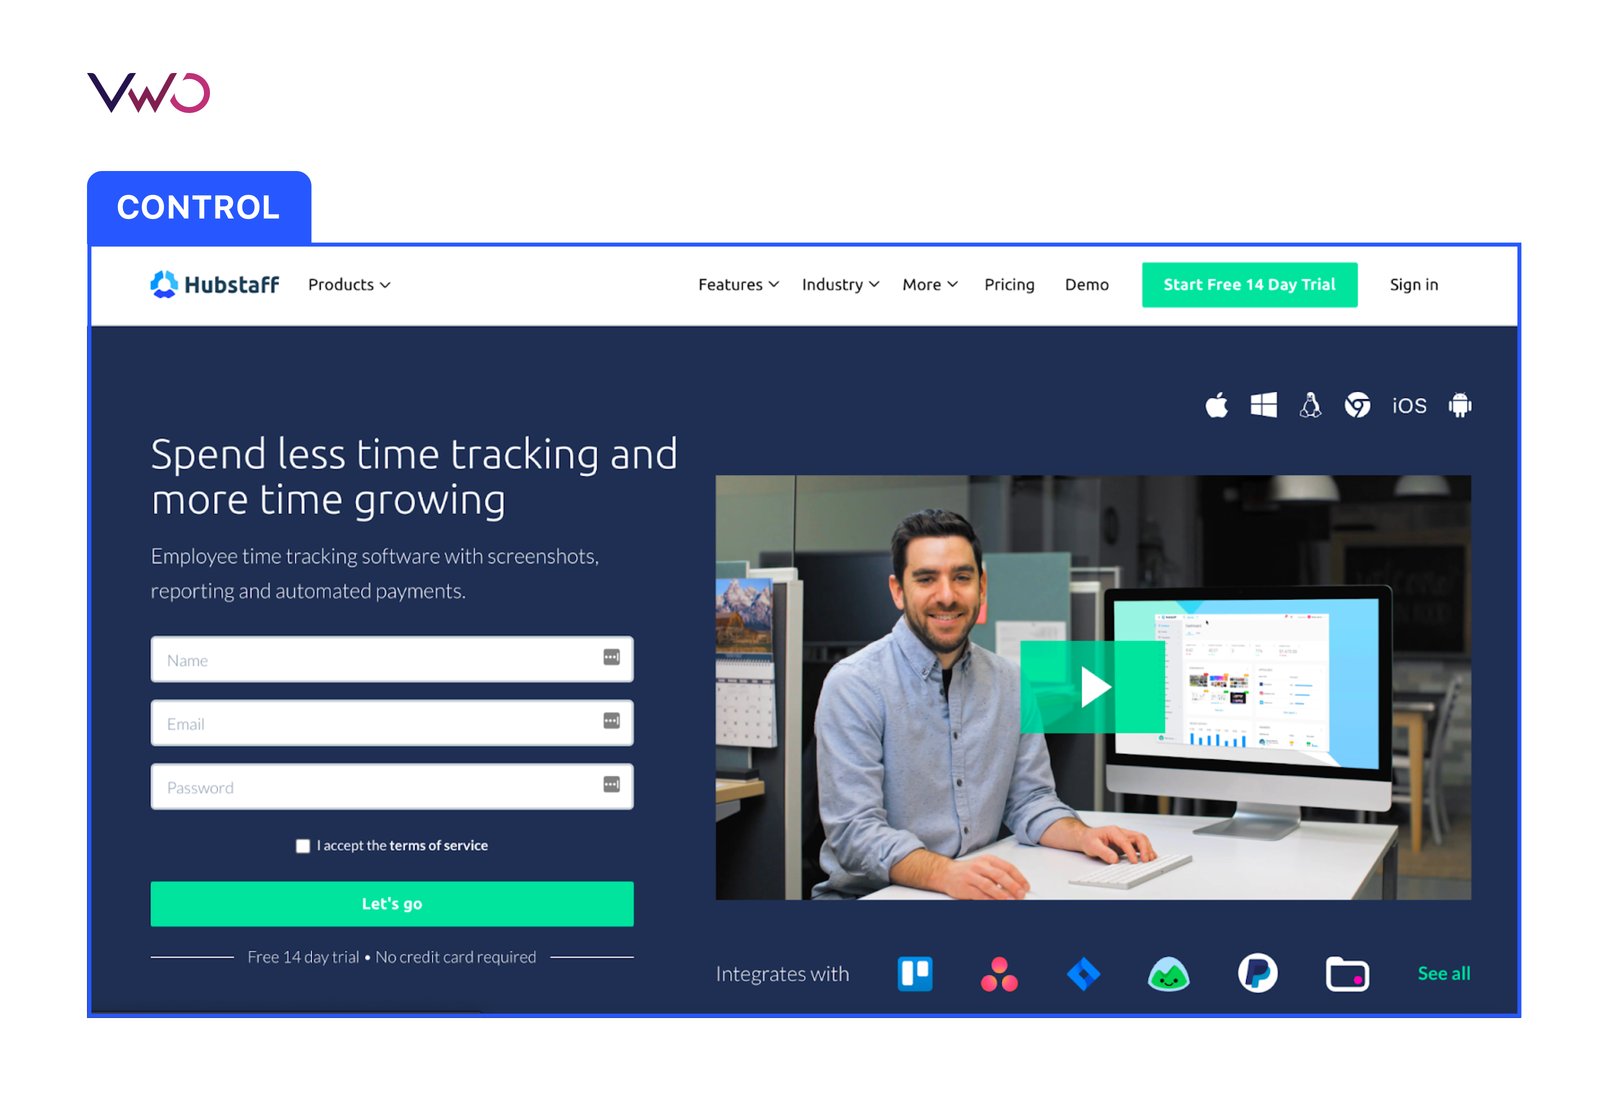 VWO
CONTROL
Hubstaff Products Features Industry More Pricing Demo Start Free 14 Day Trial Sign in
iOS
Spend less time tracking and
more time growing
Employee time tracking software with screenshots,
reporting and automated payments.
Name
Email
Password
I accept the terms of service
Let's go
Free 14 day trial • No credit card required
Integrates with
See all